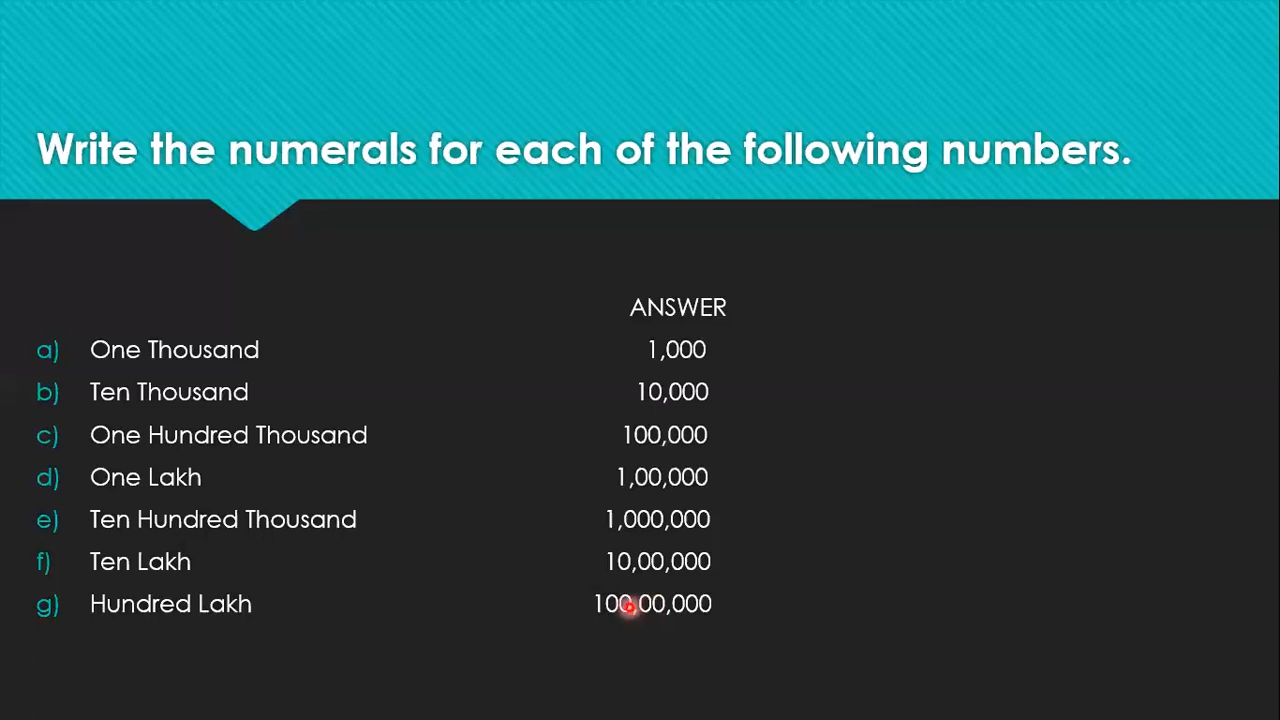 Write the numerals for each of the following numbers.
ANSWER
a) One Thousand 1,000
b) Ten Thousand 10,000
c) One Hundred Thousand 100,000
d) One Lakh 1,00,000
e) Ten Hundred Thousand 1,000,000
f) Ten Lakh 10,00,000
g) Hundred Lakh 100,00,000